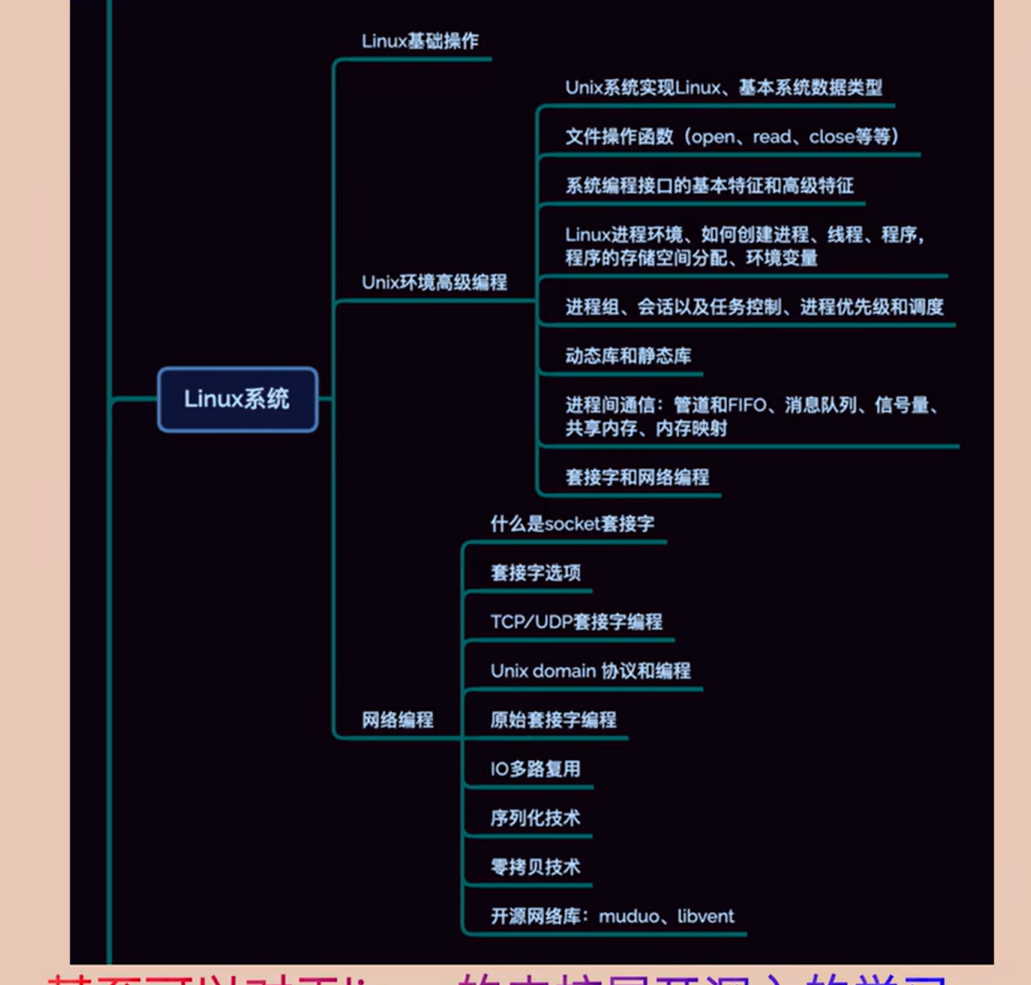 Linux基础操作
Unix系统实现Linux、基本系统数据类型
文件操作函数（open、read、close等等）
系统编程接口的基本特征和高级特征
Linux进程环境、如何创建进程、线程、程序，
程序的存储空间分配、环境变量
Unix环境高级编程
进程组、会话以及任务控制、进程优先级和调度
动态库和静态库
Linux系统
进程间通信：管道和FIFO、消息队列、信号量、
共享内存、内存映射
套接字和网络编程
什么是socket套接字
套接字选项
TCP/UDP套接字编程
Unix domain 协议和编程
网络编程
原始套接字编程
IO多路复用
序列化技术
零拷贝技术
开源网络库：muduo、libvent